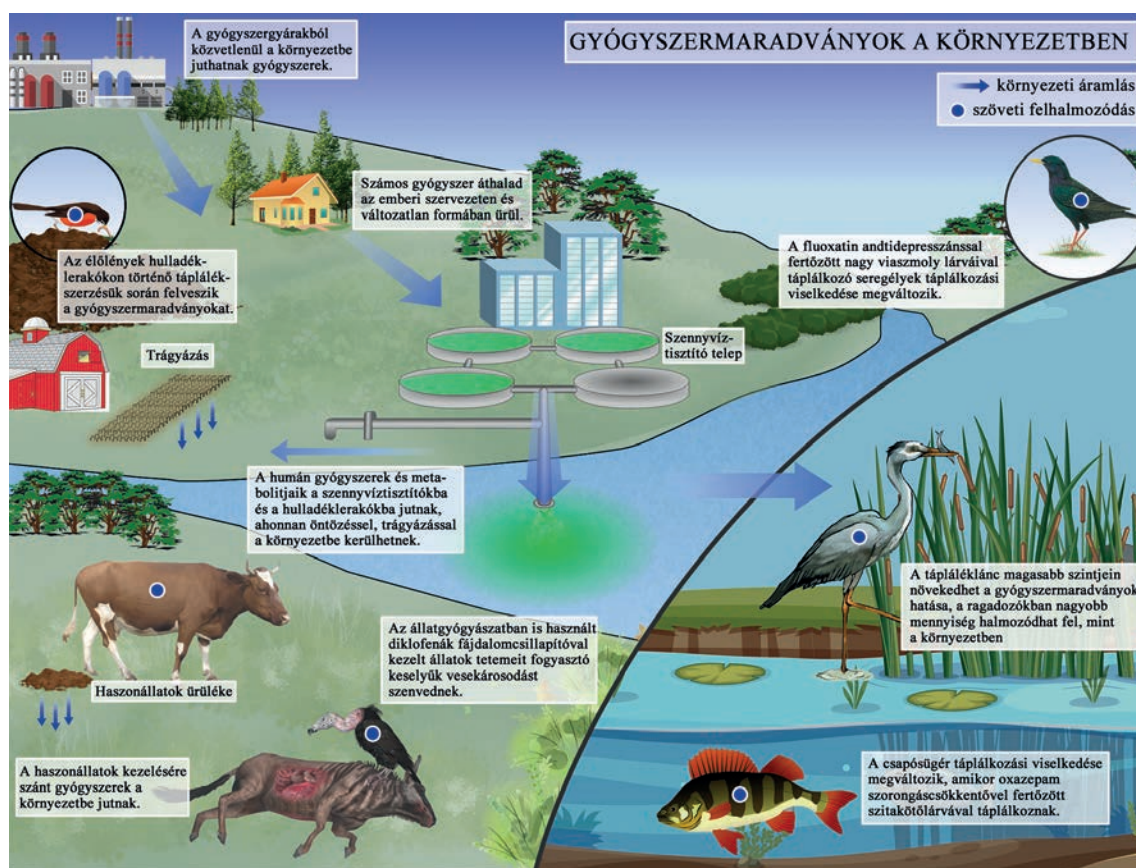 GYÓGYSZERMARADVÁNYOK A KÖRNYEZETBEN
környezeti áramlás
szöveti felhalmozódás
A gyógyszergyárakból
közvetlenül a környezetbe
juthatnak gyógyszerek.
Számos gyógyszer áthalad
az emberi szervezeten és
változatlan formában ürül.
Az élőlények hulladék-
lerakókon történő táplálék-
szerzésük során felveszik
a gyógyszermaradványokat.
A fluoxatin andtidepresszánssal
fertőzött nagy viaszmoly lárváival
táplálkozó seregélyek táplálkozási
viselkedése megváltozik.
Szennyvíz-
tisztító telep
Trágyázás
A humán gyógyszerek és meta-
bolitjaik a szennyvíztisztítókba
és a hulladéklerakókba jutnak,
ahonnan öntözéssel, trágyázással
a környezetbe kerülhetnek.
A tápláléklánc magasabb szintjein
növekedhet a gyógyszermaradványok
hatása, a ragadozókban nagyobb
mennyiség halmozódhat fel, mint
a környezetben
Az állatgyógyászatban is használt
diklofenák fájdalomcsillapítóval
kezelt állatok tetemeit fogyasztó
keselyűk vesekárosodást
szenvednek.
Haszonállatok ürüléke
A haszonállatok kezelésére
szánt gyógyszerek a
környezetbe jutnak.
A csapósügér táplálkozási viselkedése
megváltozik, amikor oxazepam
szorongáscsökkentővel fertőzött
szitakötőlárvával táplálkoznak.